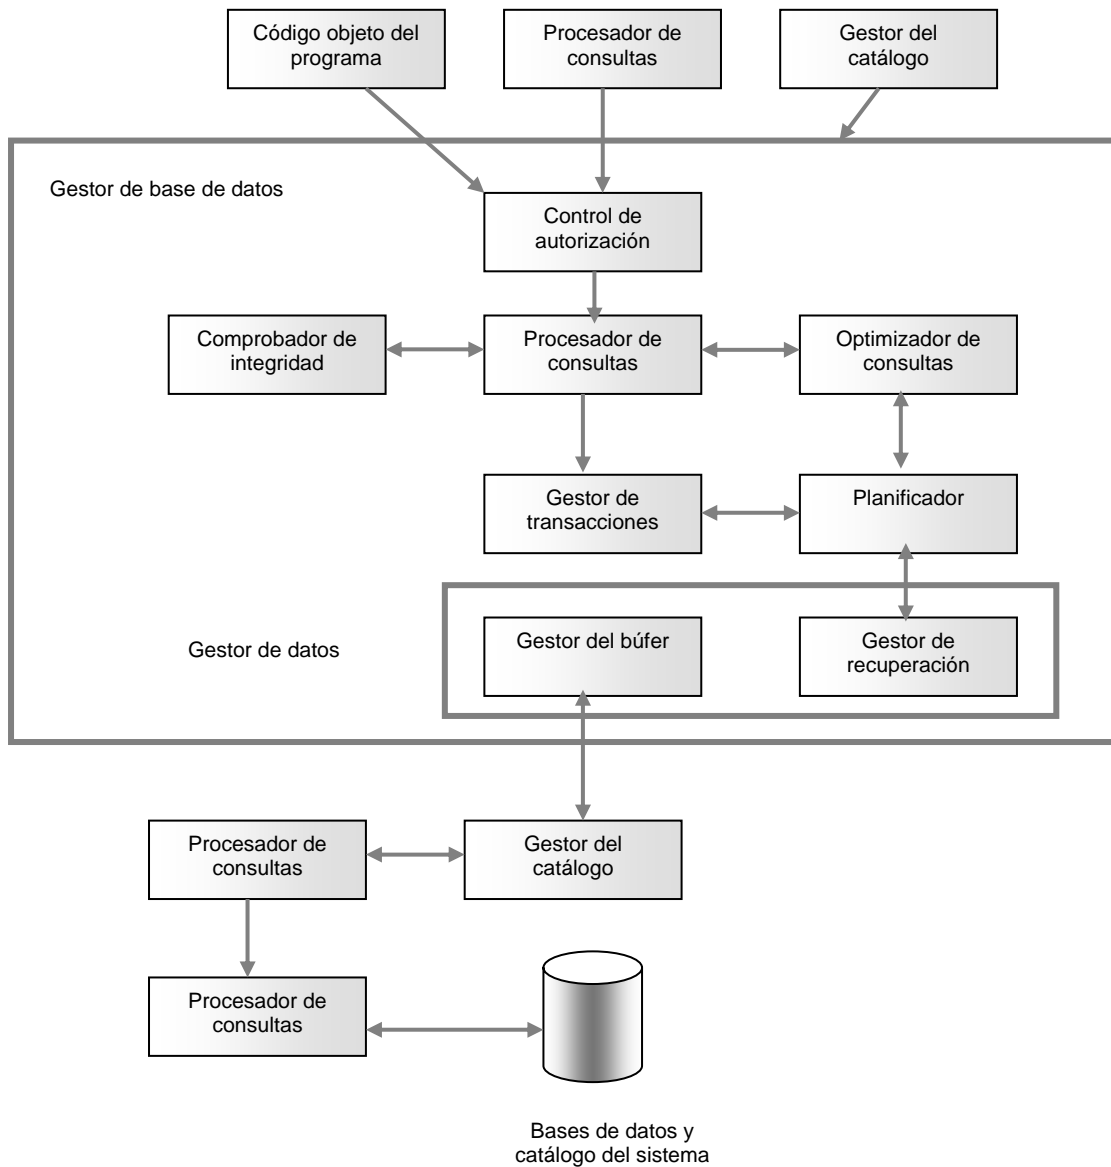 Código objeto del
programa
Procesador de
consultas
Gestor del
catálogo
Gestor de base de datos
Control de
autorización
Comprobador de
integridad
Procesador de
consultas
Optimizador de
consultas
Gestor de
transacciones
Planificador
Gestor de datos
Gestor del búfer
Gestor de
recuperación
Procesador de
consultas
Gestor del
catálogo
Procesador de
consultas
Bases de datos y
catálogo del sistema